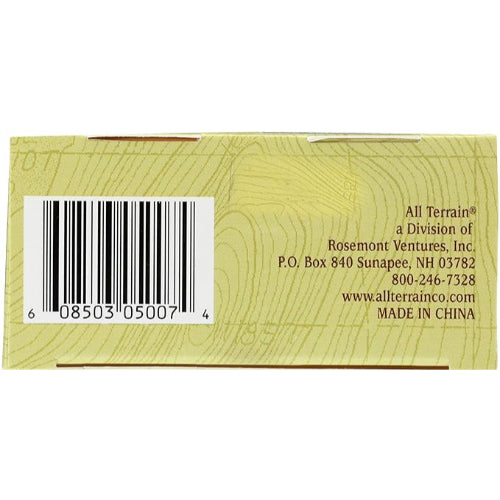 All Terrain®
a Division of
Rosemont Ventures, Inc.
P.O. Box 840 Sunapee, NH 03782
800-246-7328
www.allterrainco.com
MADE IN CHINA
6 08503 05007 4